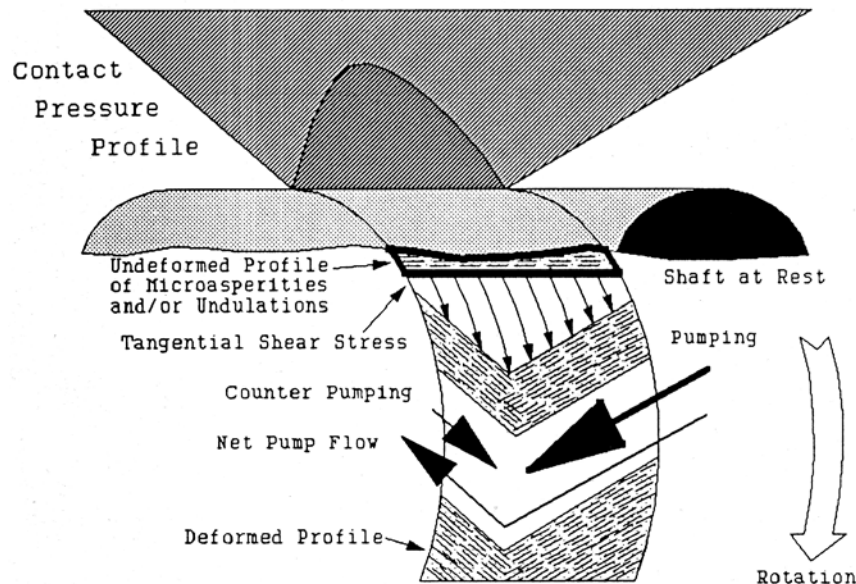 Contact
Pressure
Profile
Undeformed Profile
of Microasperities
and/or Undulations
Shaft at Rest
Tangential Shear Stress
Pumping
Counter Pumping
Net Pump Flow
Deformed Profile
Rotation